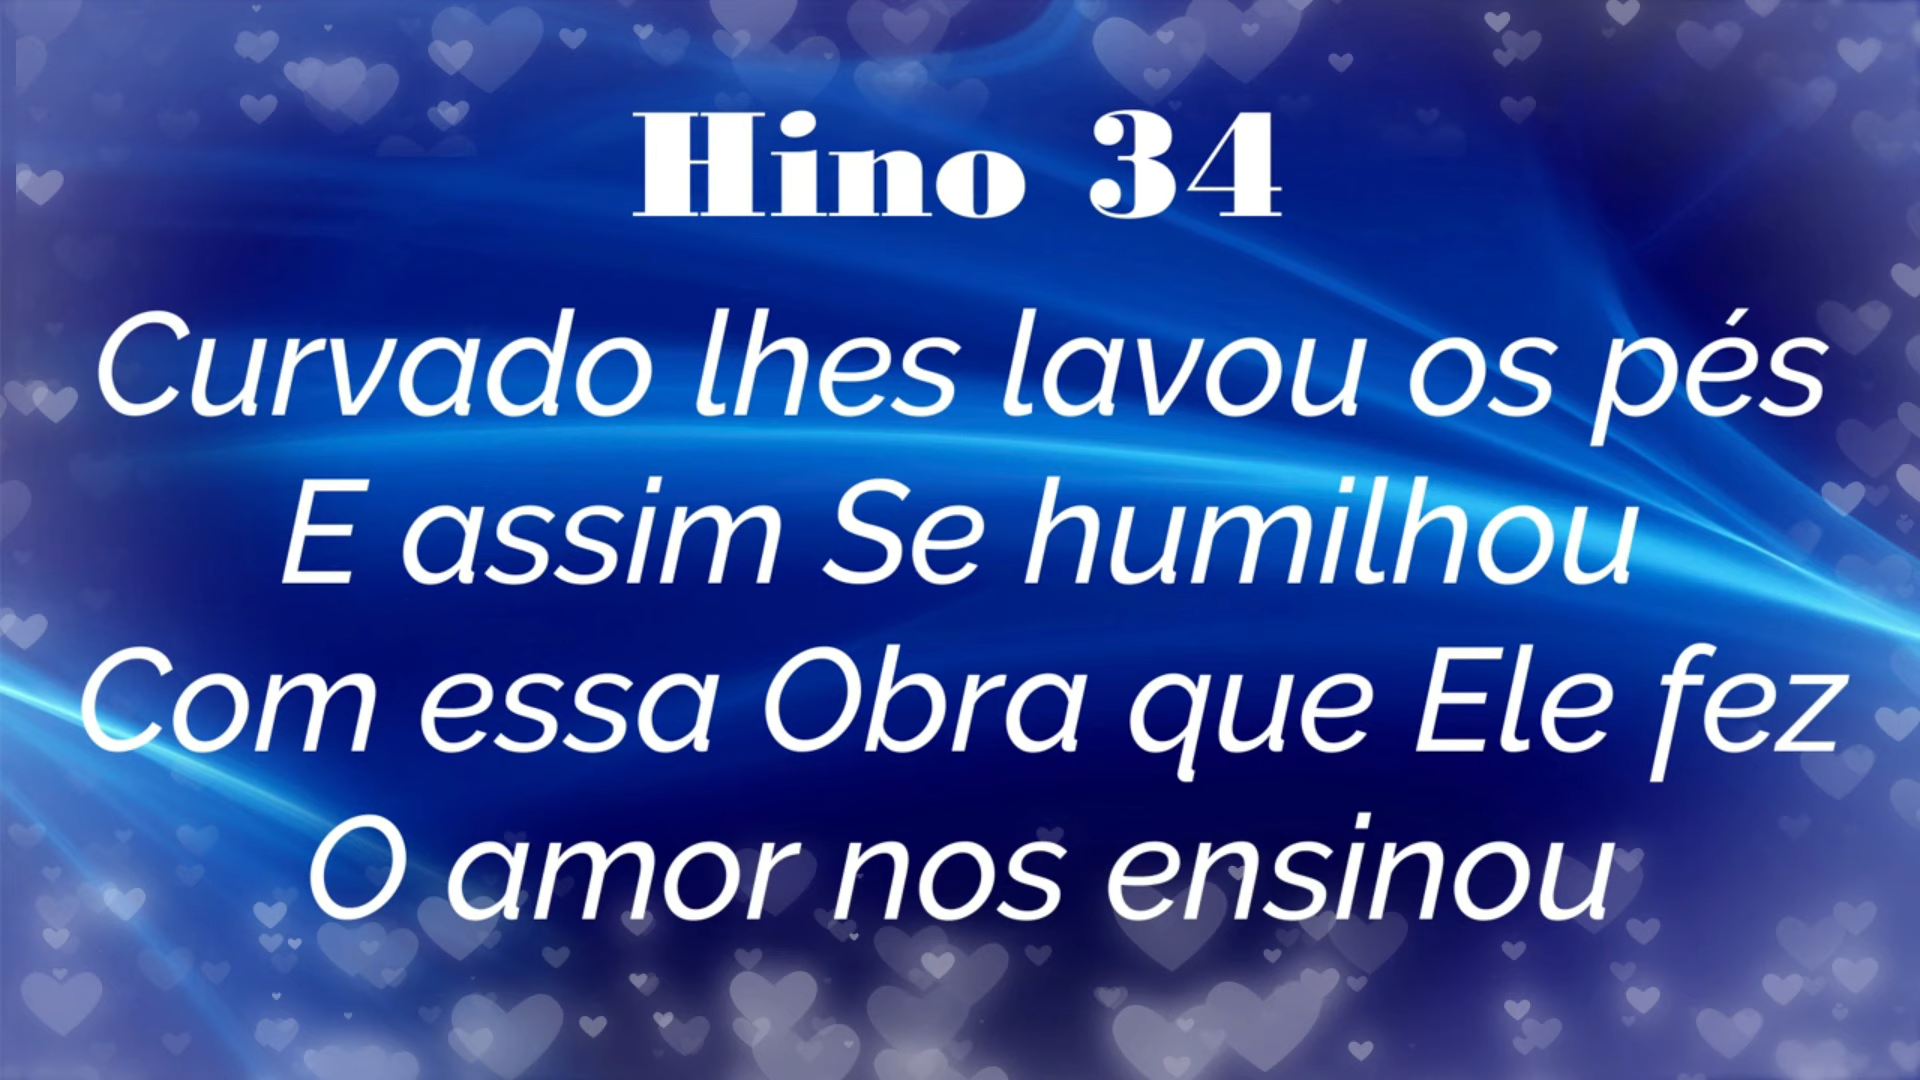 Hino 34
Curvado lhes lavou os pés
E assim Se humilhou
Com essa Obra que Ele fez
O amor nos ensinou